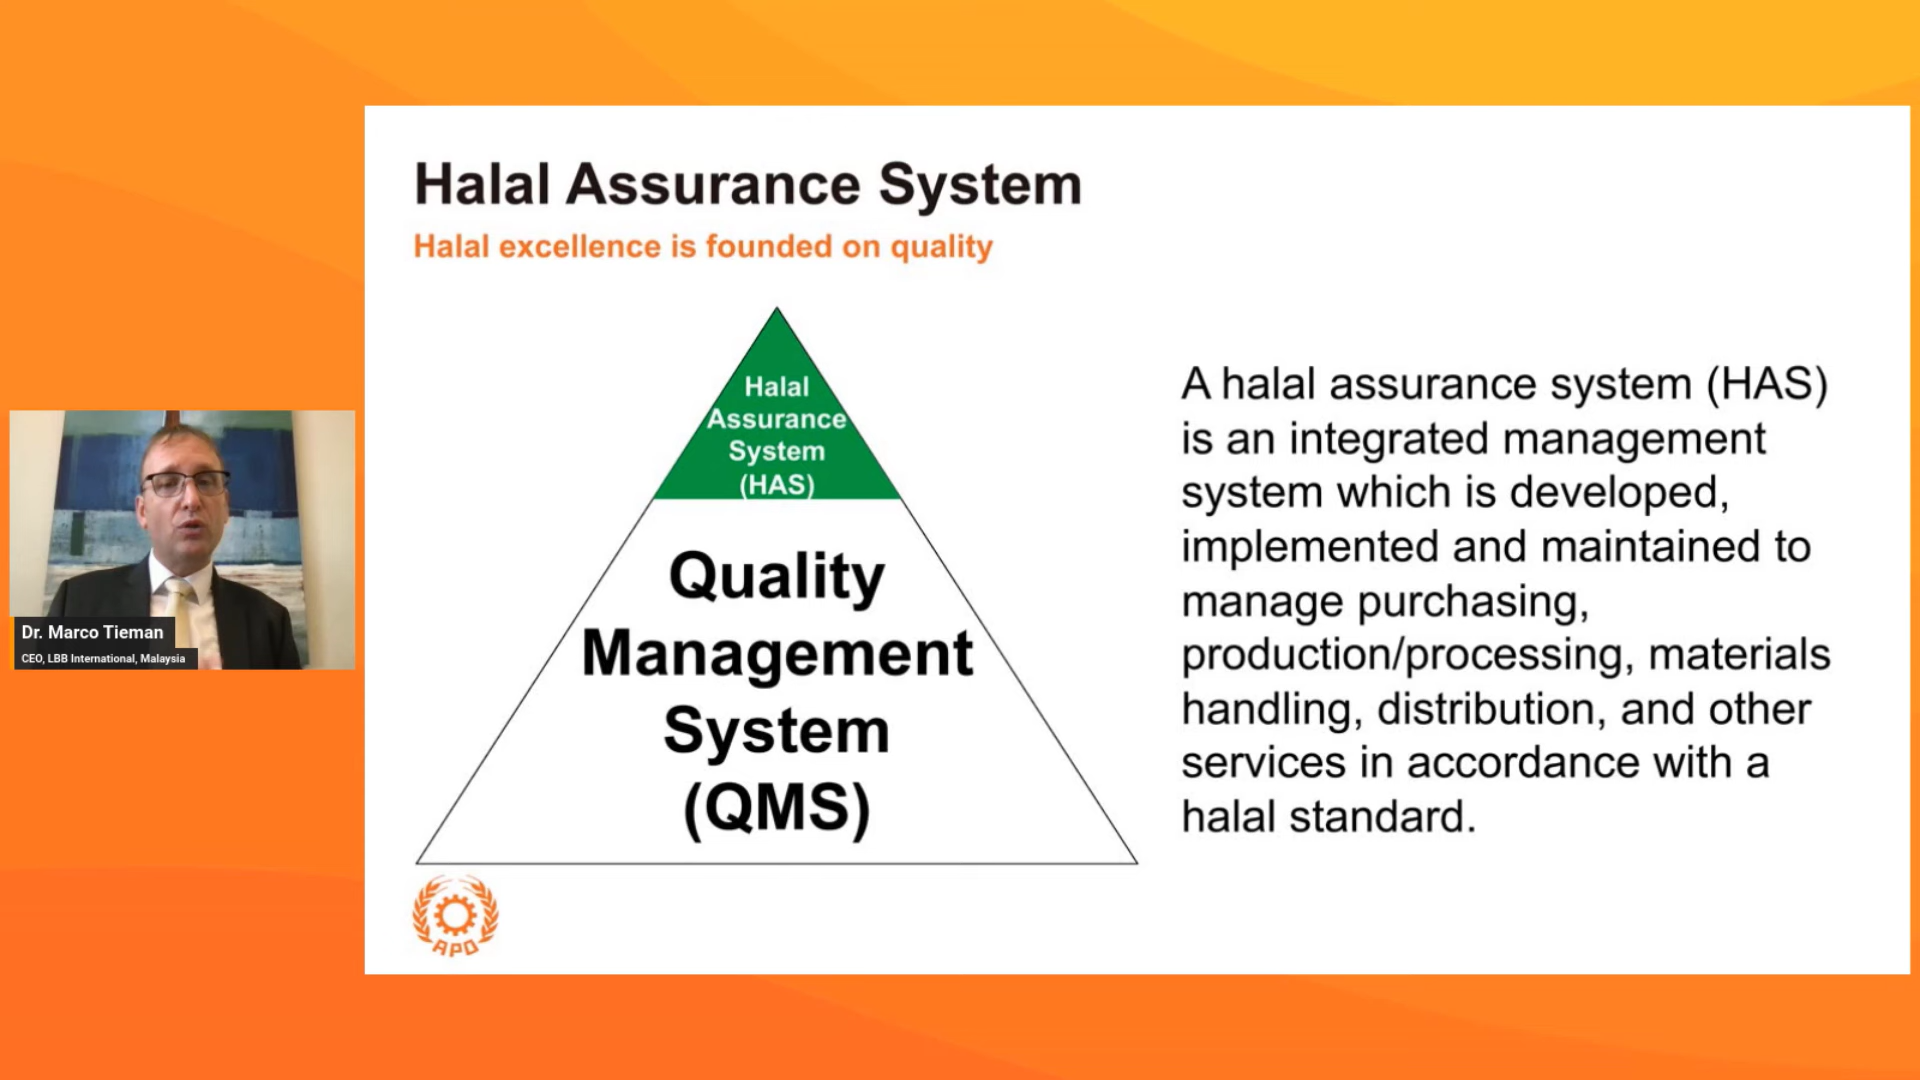 Halal Assurance System
Halal excellence is founded on quality
Halal
Assurance
System
(HAS)
Quality
Management
System
(QMS)
A halal assurance system (HAS)
is an integrated management
system which is developed,
implemented and maintained to
manage purchasing,
production/processing, materials
handling, distribution, and other
services in accordance with a
halal standard.
Dr. Marco Tieman
CEO, LBB International, Malaysia
APO